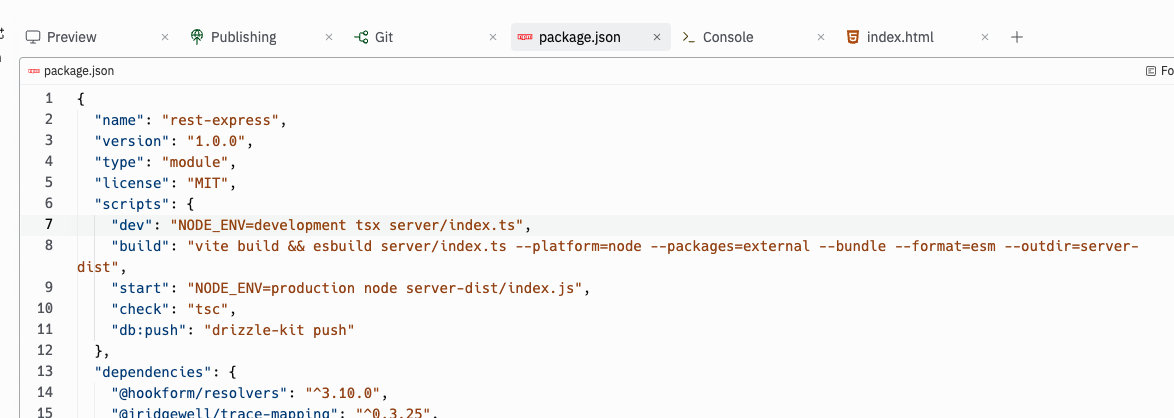 Preview × Publishing × Git × package.json × Console × index.html × +
package.json Fo
1 {
2 "name": "rest-express",
3 "version": "1.0.0",
4 "type": "module",
5 "license": "MIT",
6 "scripts": {
7 "dev": "NODE_ENV=development tsx server/index.ts",
8 "build": "vite build && esbuild server/index.ts --platform=node --packages=external --bundle --format=esm --outdir=server-
dist",
9 "start": "NODE_ENV=production node server-dist/index.js",
10 "check": "tsc",
11 "db:push": "drizzle-kit push"
12 },
13 "dependencies": {
14 "@hookform/resolvers": "^3.10.0",
15 "@jridgewell/trace-mapping": "^0.3.25",